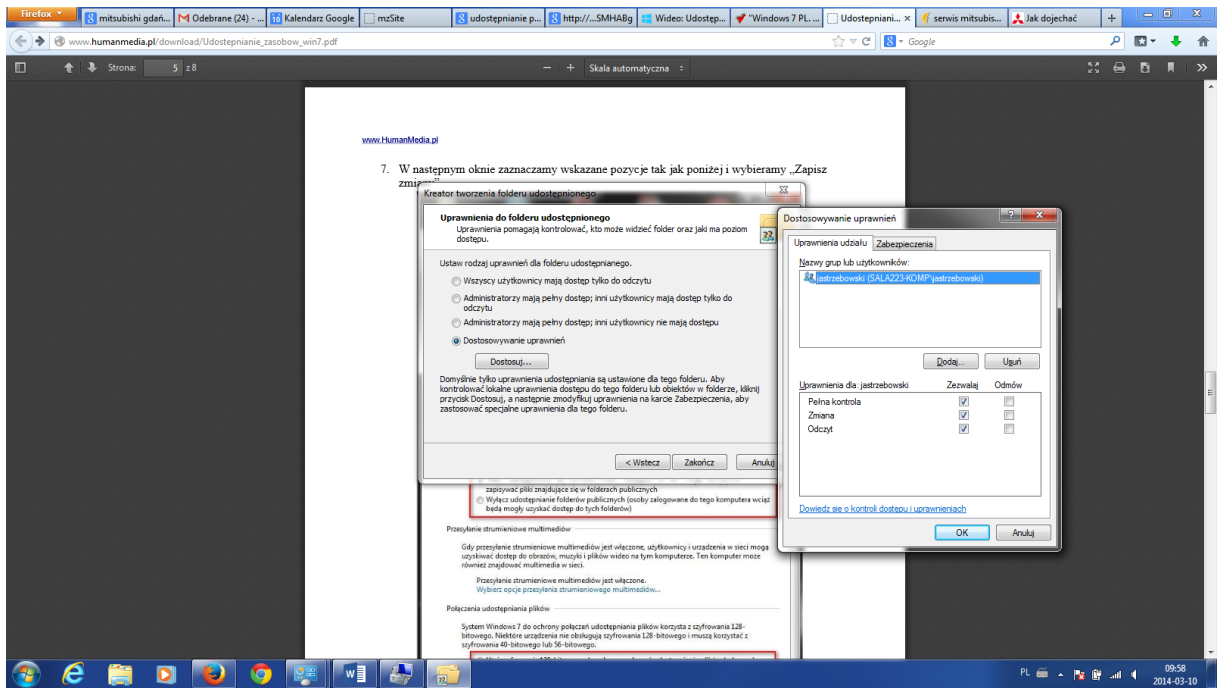 Firefox
mitsubishi gdań...
Odebrane (24) - ...
Kalendarz Google
mzSite
udostępnianie p...
http://...SMHABg
Wideo: Udostęp...
"Windows 7 PL. ...
Udostepniani...
serwis mitsubis...
Jak dojechać
www.humanmedia.pl/download/Udostepnianie_zasobow_win7.pdf
Google
Strona: 5 z 8
Skala automatyczna
www.HumanMedia.pl
7. W następnym oknie zaznaczamy wskazane pozycje tak jak poniżej i wybieramy „Zapisz
Kreator tworzenia folderu udostępnionego
Uprawnienia do folderu udostępnionego
Uprawnienia pomagają kontrolować, kto może widzieć folder oraz jaki ma poziom
dostępu.
Ustaw rodzaj uprawnień dla folderu udostępnianego.
Wszyscy użytkownicy mają dostęp tylko do odczytu
Administratorzy mają pełny dostęp; inni użytkownicy mają dostęp tylko do
odczytu
Administratorzy mają pełny dostęp; inni użytkownicy nie mają dostępu
Dostosowywanie uprawnień
Dostosuj...
Domyślnie tylko uprawnienia udostępniania są ustawione dla tego folderu. Aby
kontrolować lokalne uprawnienia dostępu do tego folderu lub obiektów w folderze, kliknij
przycisk Dostosuj, a następnie zmodyfikuj uprawnienia na karcie Zabezpieczenia, aby
zastosować specjalne uprawnienia dla tego folderu.
< Wstecz
Zakończ
Anuluj
Dostosowywanie uprawnień
Uprawnienia udziału
Zabezpieczenia
Nazwy grup lub użytkowników:
jastrzebowski (SALA223-KOMP\jastrzebowski)
Dodaj...
Usuń
Uprawnienia dla: jastrzebowski
Zezwalaj
Odmów
Pełna kontrola
Zmiana
Odczyt
Dowiedz się o kontroli dostępu i uprawnieniach
OK
Anuluj
zapisywać pliki znajdujące się w folderach publicznych
Wyłącz udostępnianie folderów publicznych (osoby zalogowane do tego komputera wciąż
będą mogły uzyskać dostęp do tych folderów)
Przesyłanie strumieniowe multimediów
Gdy przesyłanie strumieniowe multimediów jest włączone, użytkownicy i urządzenia w sieci mogą
uzyskiwać dostęp do obrazów, muzyki i plików wideo na tym komputerze. Ten komputer może
również znajdować multimedia w sieci.
Przesyłanie strumieniowe multimediów jest włączone.
Wybierz opcje przesyłania strumieniowego multimediów...
Połączenia udostępniania plików
System Windows 7 do ochrony połączeń udostępniania plików korzysta z szyfrowania 128-
bitowego. Niektóre urządzenia nie obsługują szyfrowania 128-bitowego i muszą korzystać z
szyfrowania 40-bitowego lub 56-bitowego.
PL
09:58
2014-03-10